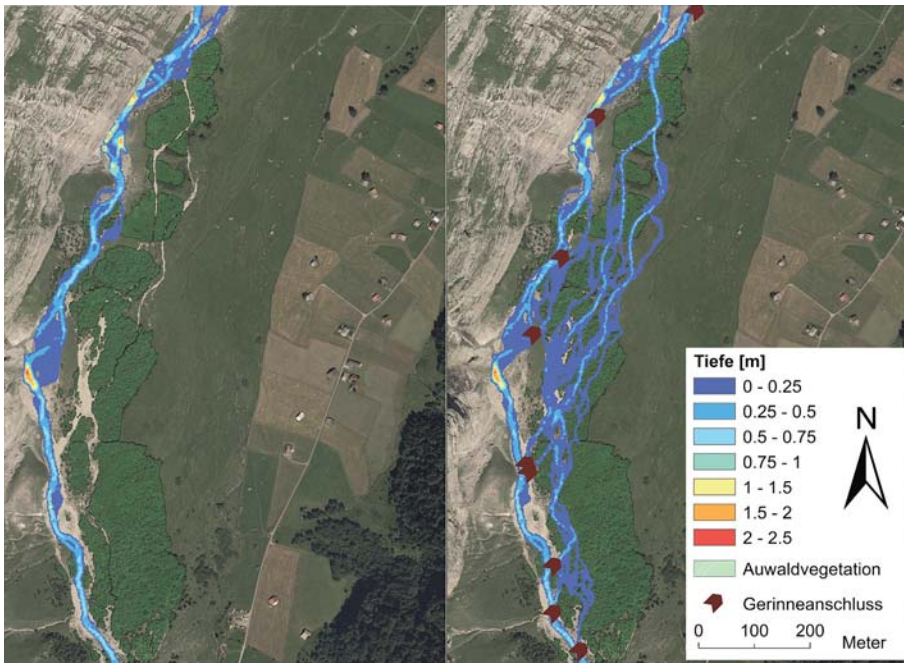 Tiefe [m]
0 - 0.25
0.25 - 0.5
0.5 - 0.75
0.75 - 1
1 - 1.5
1.5 - 2
2 - 2.5
N
Auwaldvegetation
Gerinneanschluss
0 100 200
Meter